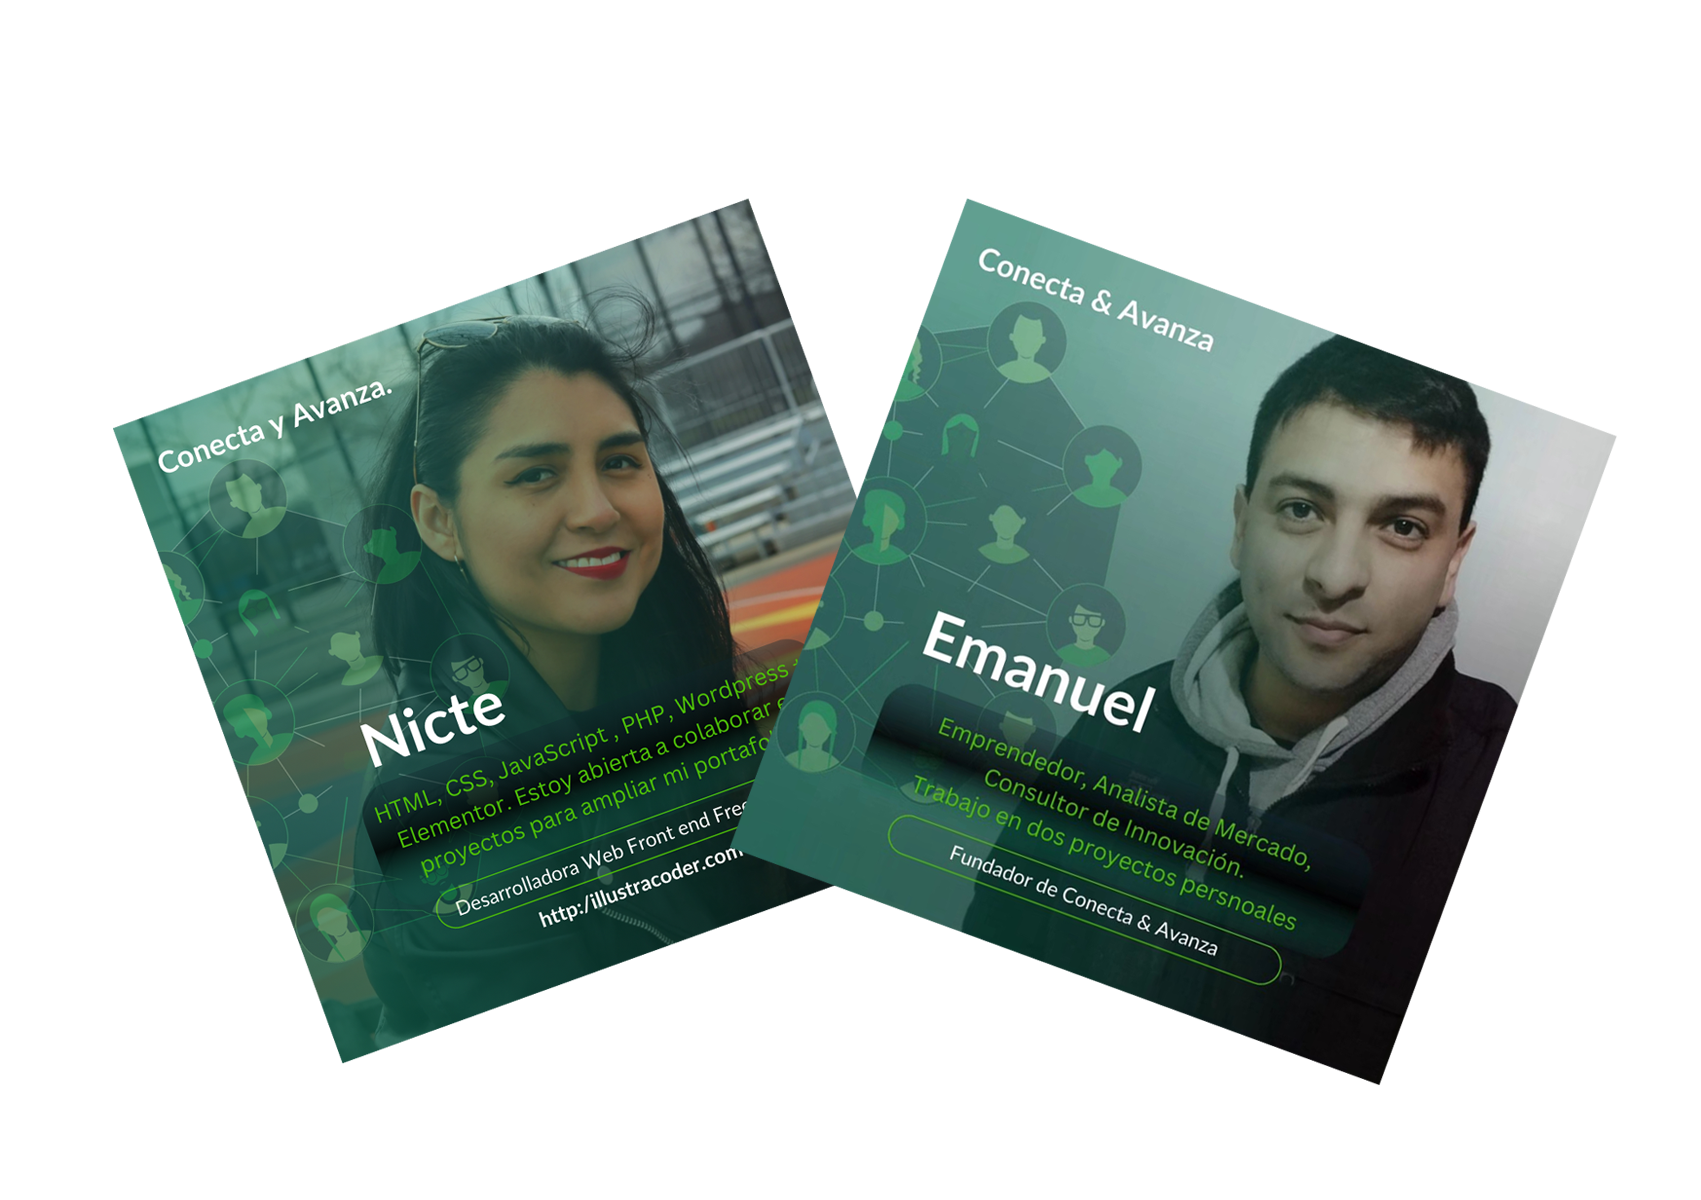 Conecta y Avanza.
Nicte
HTML, CSS, JavaScript , PHP, Wordpress
Elementor. Estoy abierta a colaborar
proyectos para ampliar mi
Desarrolladora Web Front end
http:/illustracoder.com
Conecta & Avanza
Emanuel
Emprendedor, Analista de Mercado,
Consultor de Innovación.
Trabajo en dos proyectos persnoales
Fundador de Conecta & Avanza